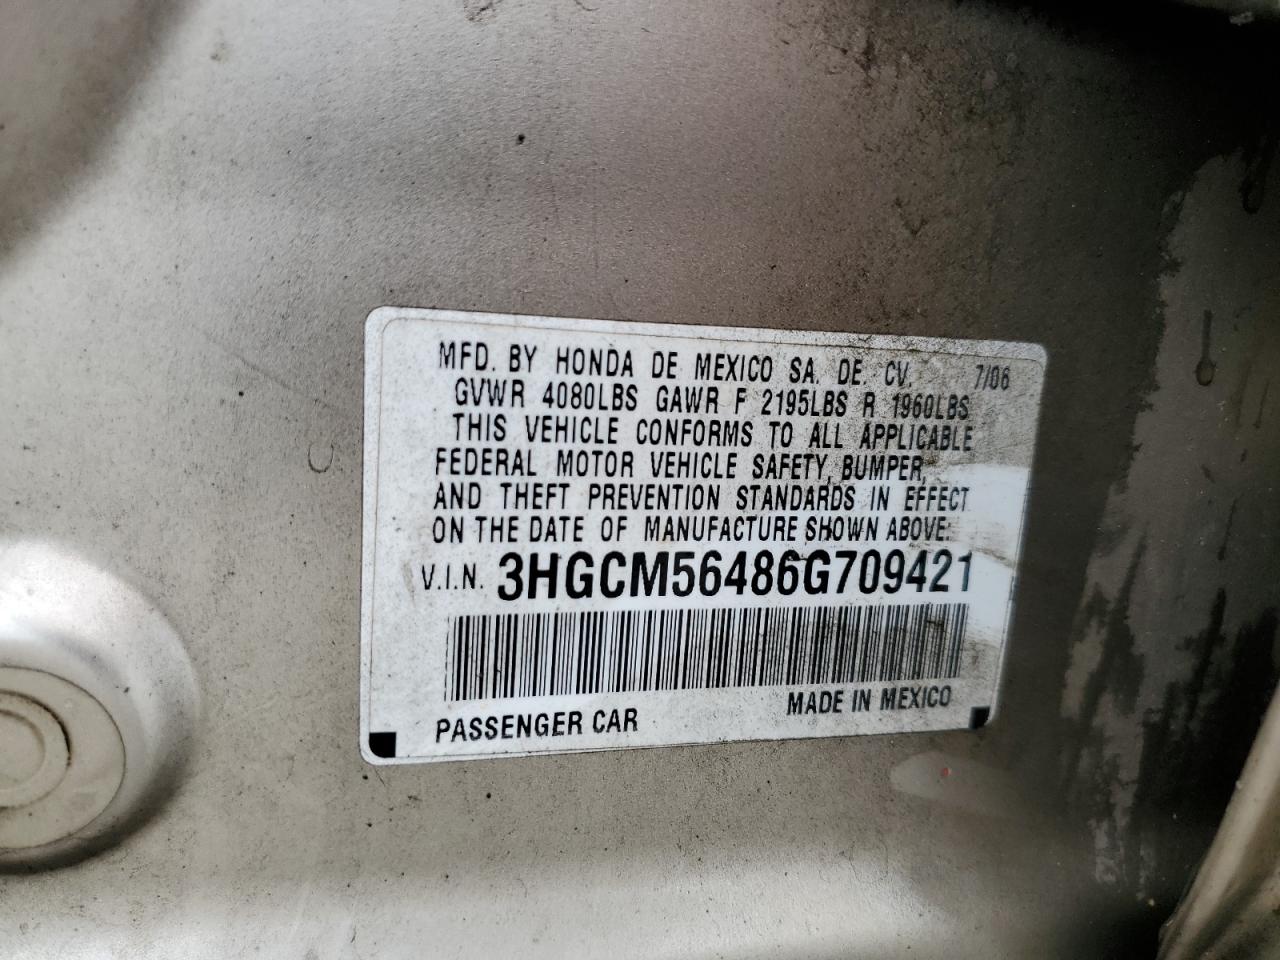 MFD. BY HONDA DE MEXICO SA. DE. CV. 7/06
GVWR 4080LBS GAWR F 2195LBS R 1960LBS
THIS VEHICLE CONFORMS TO ALL APPLICABLE
FEDERAL MOTOR VEHICLE SAFETY, BUMPER,
AND THEFT PREVENTION STANDARDS IN EFFECT
ON THE DATE OF MANUFACTURE SHOWN ABOVE:
V.I.N. 3HGCM56486G709421
MADE IN MEXICO
PASSENGER CAR